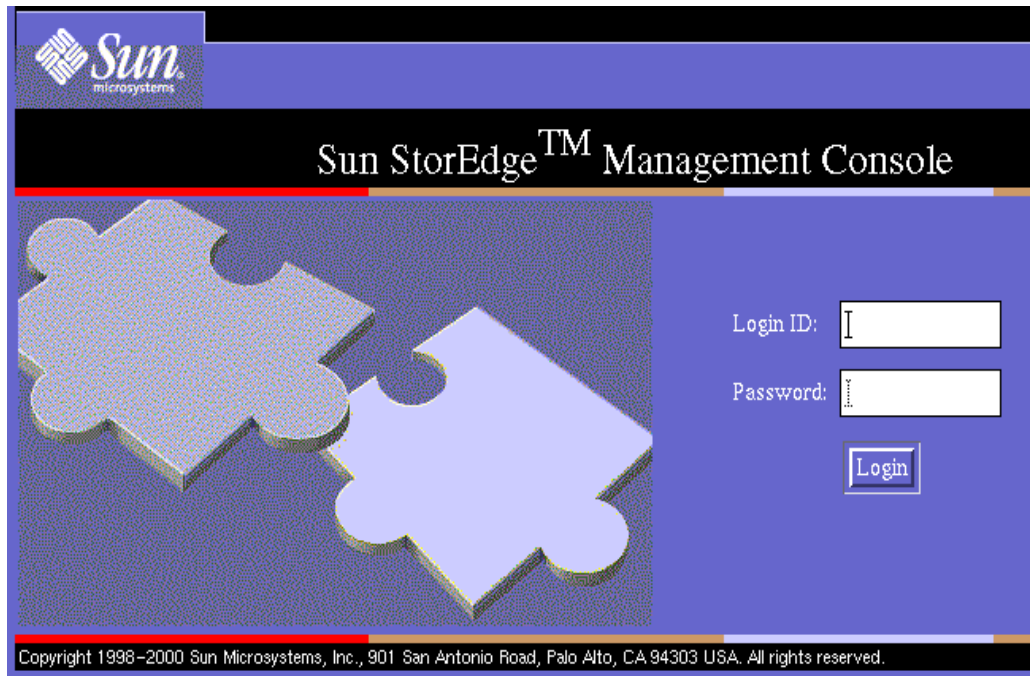 Sun.
microsystems
Sun StorEdge™ Management Console
Login ID:
Password:
Login
Copyright 1998-2000 Sun Microsystems, Inc., 901 San Antonio Road, Palo Alto, CA 94303 USA. All rights reserved.